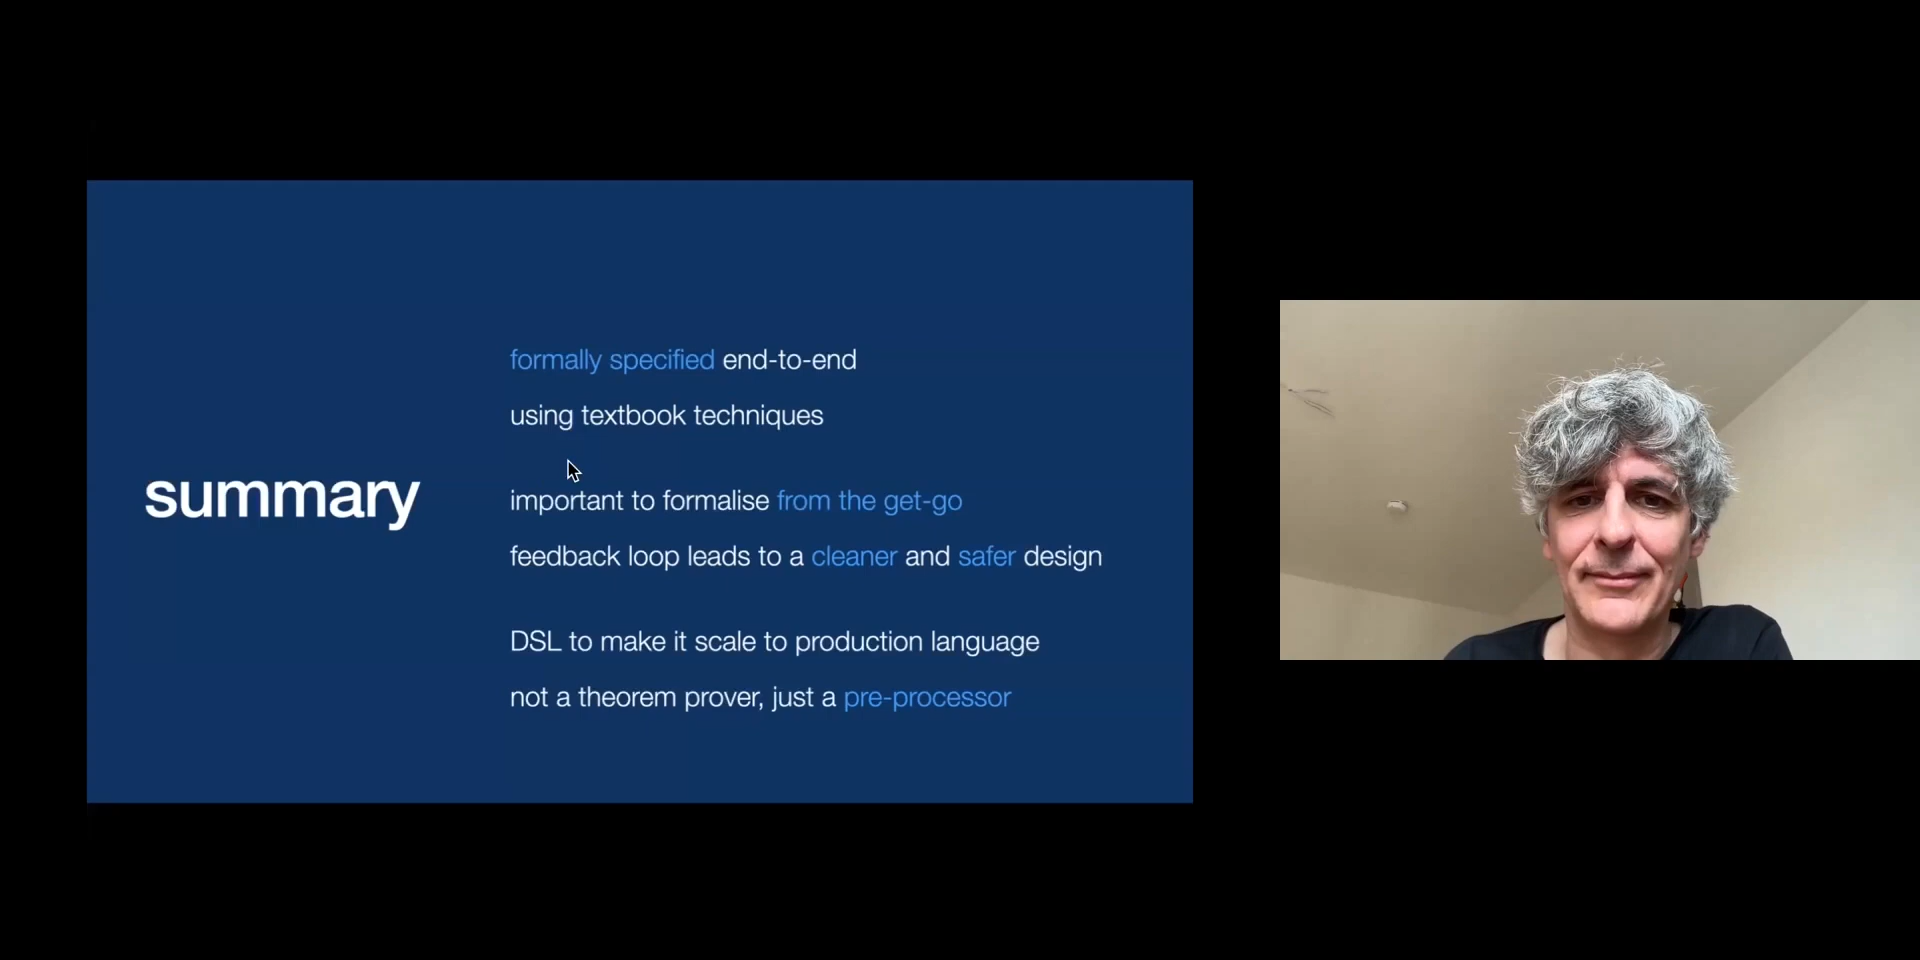 summary
formally specified end-to-end
using textbook techniques
important to formalise from the get-go
feedback loop leads to a cleaner and safer design
DSL to make it scale to production language
not a theorem prover, just a pre-processor